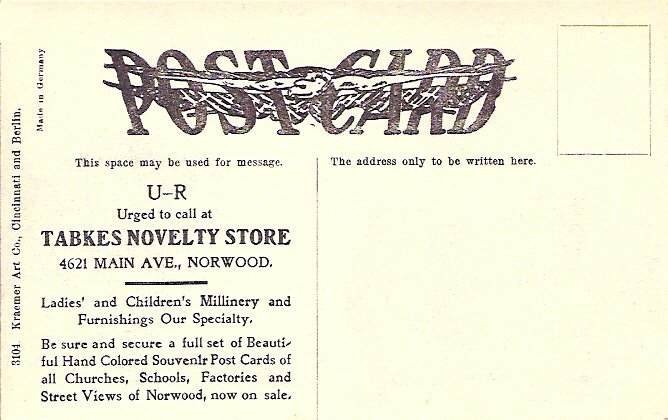 POST CARD
This space may be used for message.
The address only to be written here.
U-R
Urged to call at
TABKES NOVELTY STORE
4621 MAIN AVE., NORWOOD.
Ladies' and Children's Millinery and
Furnishings Our Specialty.
Be sure and secure a full set of Beauti-
ful Hand Colored Souvenir Post Cards of
all Churches, Schools, Factories and
Street Views of Norwood, now on sale.
3104 Kraemer Art Co., Cincinnati and Berlin.
Made in Germany